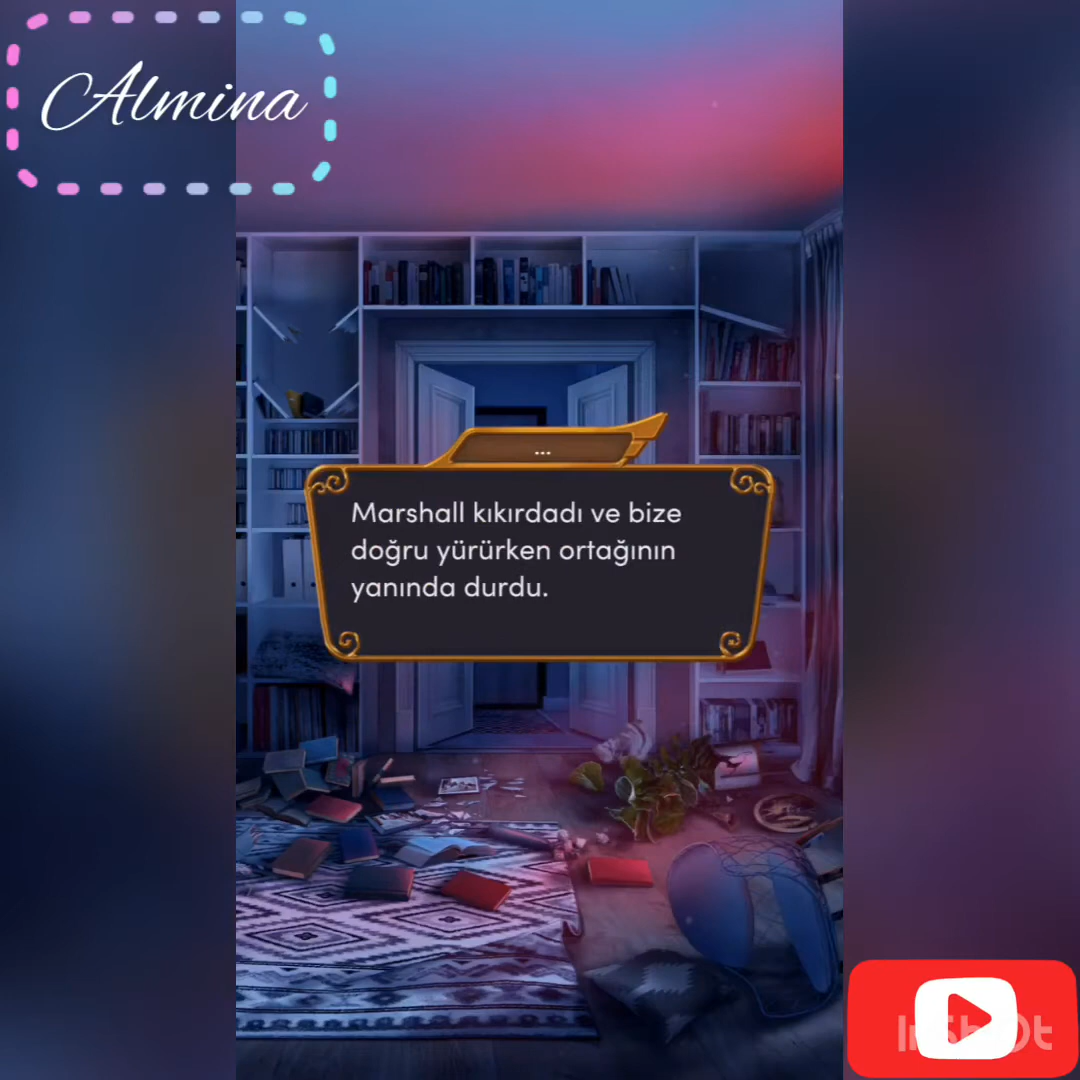 Almina
...
Marshall kıkırdadı ve bize
doğru yürürken ortağının
yanında durdu.